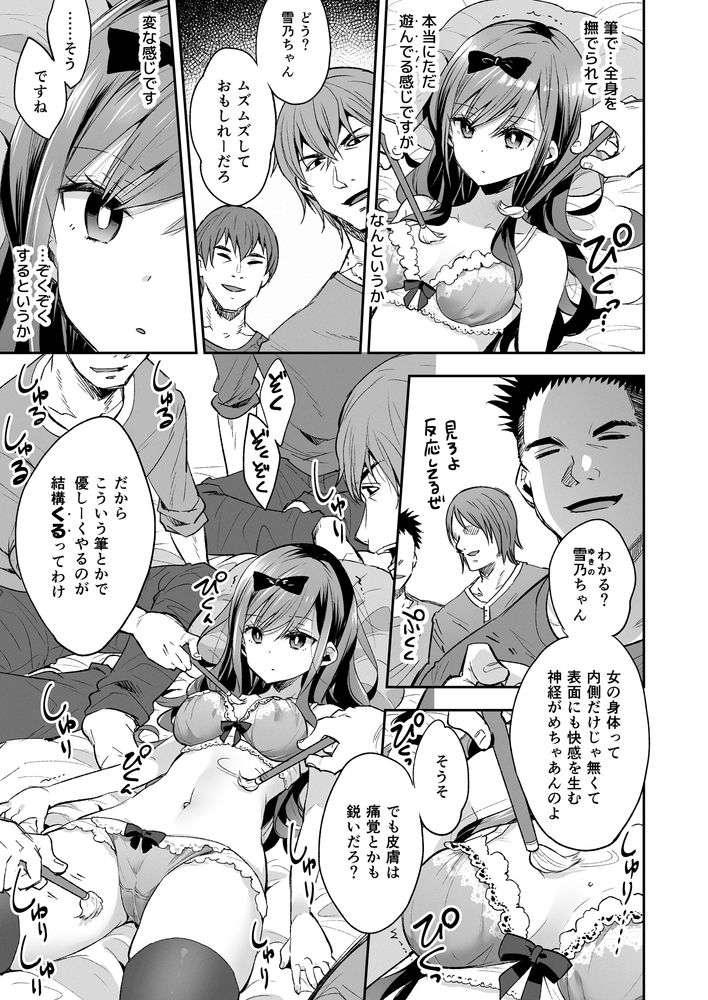 筆で…全身を
撫でられて
本当にただ
遊んでる感じですが
なんというか
ぴくっ…
どう？
雪乃ちゃん
ムズムズして
おもしれーだろ
……そう
ですね
変な感じです
…ぞくぞく
するというか
わかる？
雪乃ちゃん
ゆきの
見ろよ
反応してるぜ
女の身体って
内側だけじゃ無くて
表面にも快感を生む
神経がめちゃあんのよ
ぞく
ぞくぞく
しゅる
しゅる
だから
こういう筆とかで
優しーくやるのが
結構くるってわけ
ぴくん
そうそ
でも皮膚は
痛覚とかも
鋭いだろ？
しゅり
しゅり
しゅり
しゅり
ぴくっ